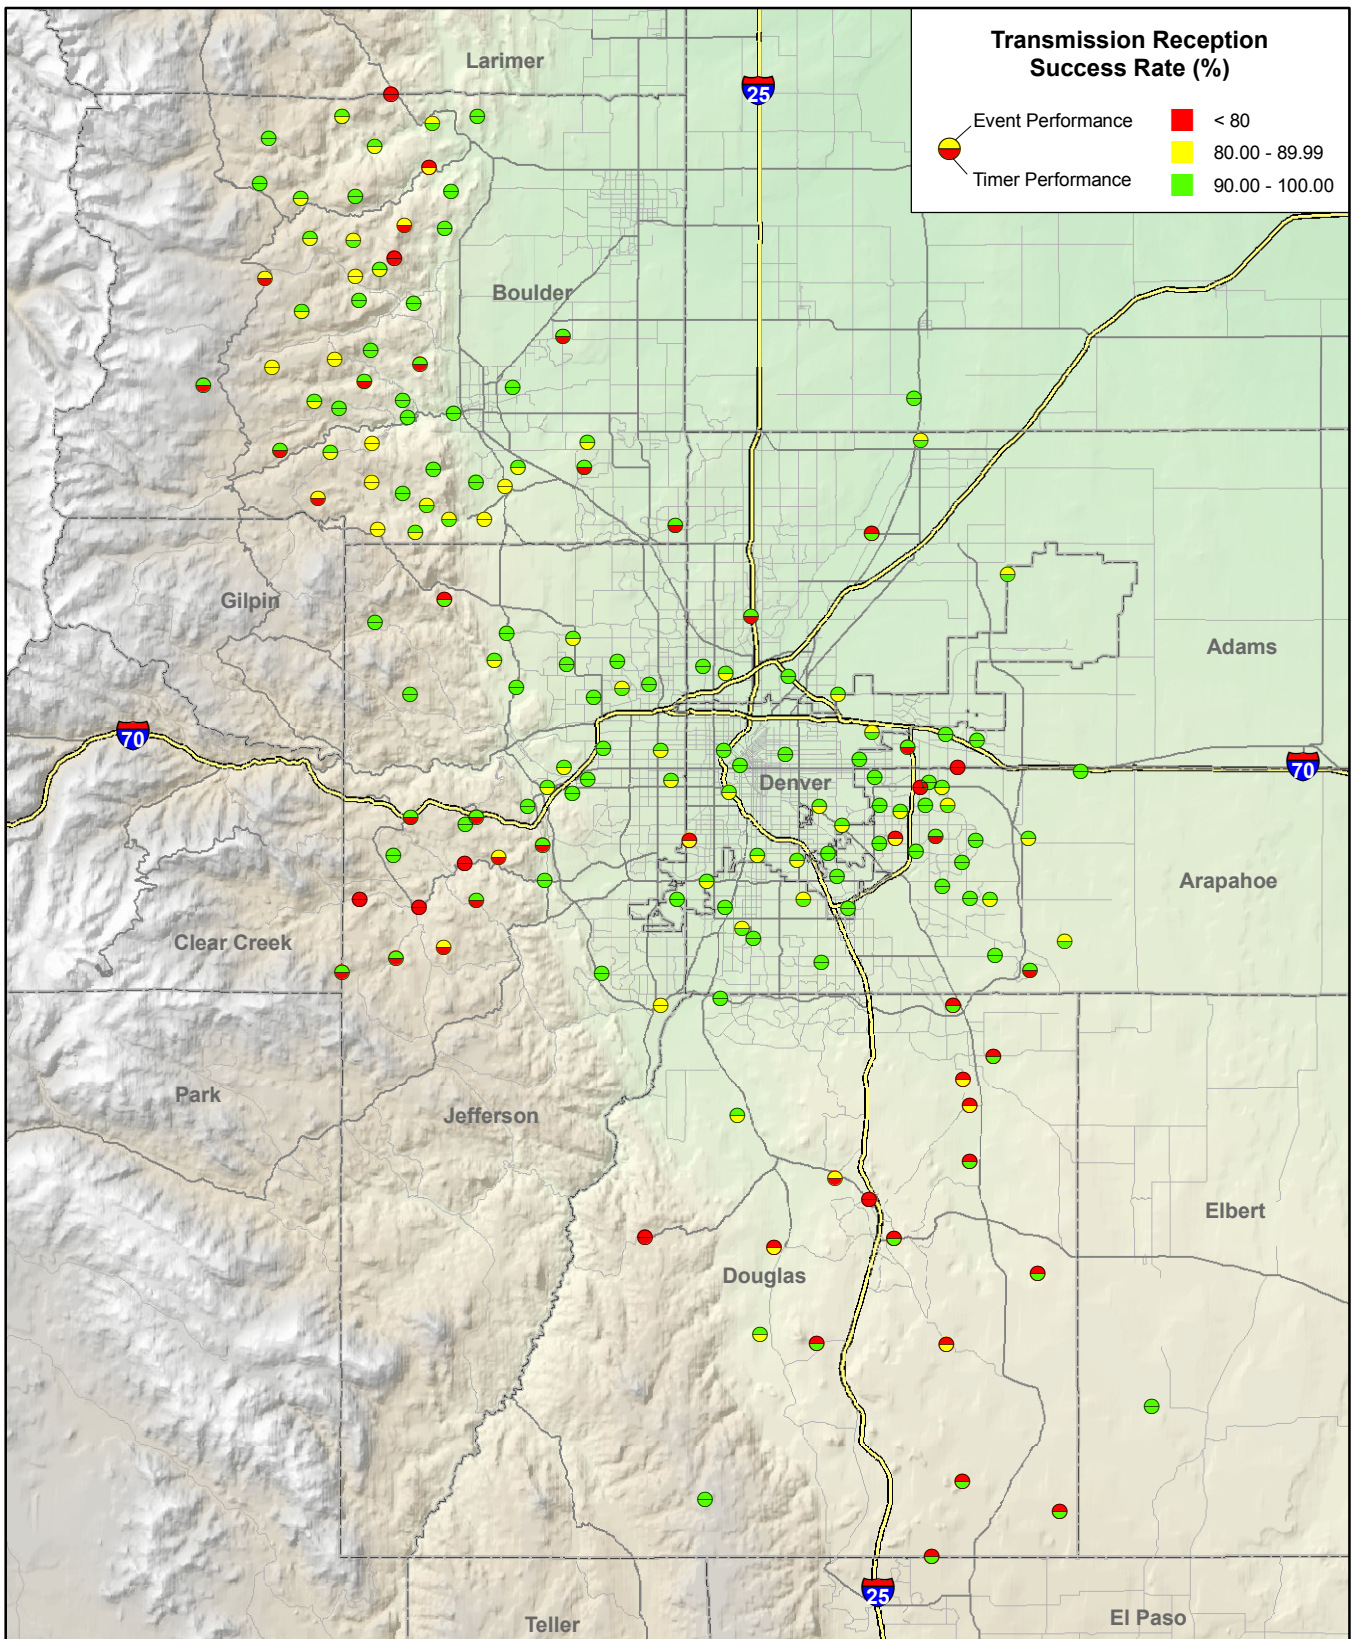 Transmission Reception
Success Rate (%)
Event Performance
Timer Performance
< 80
80.00 - 89.99
90.00 - 100.00
Larimer
25
Boulder
Gilpin
Adams
70
70
Denver
Arapahoe
Clear Creek
Park
Jefferson
Elbert
Douglas
25
Teller
El Paso